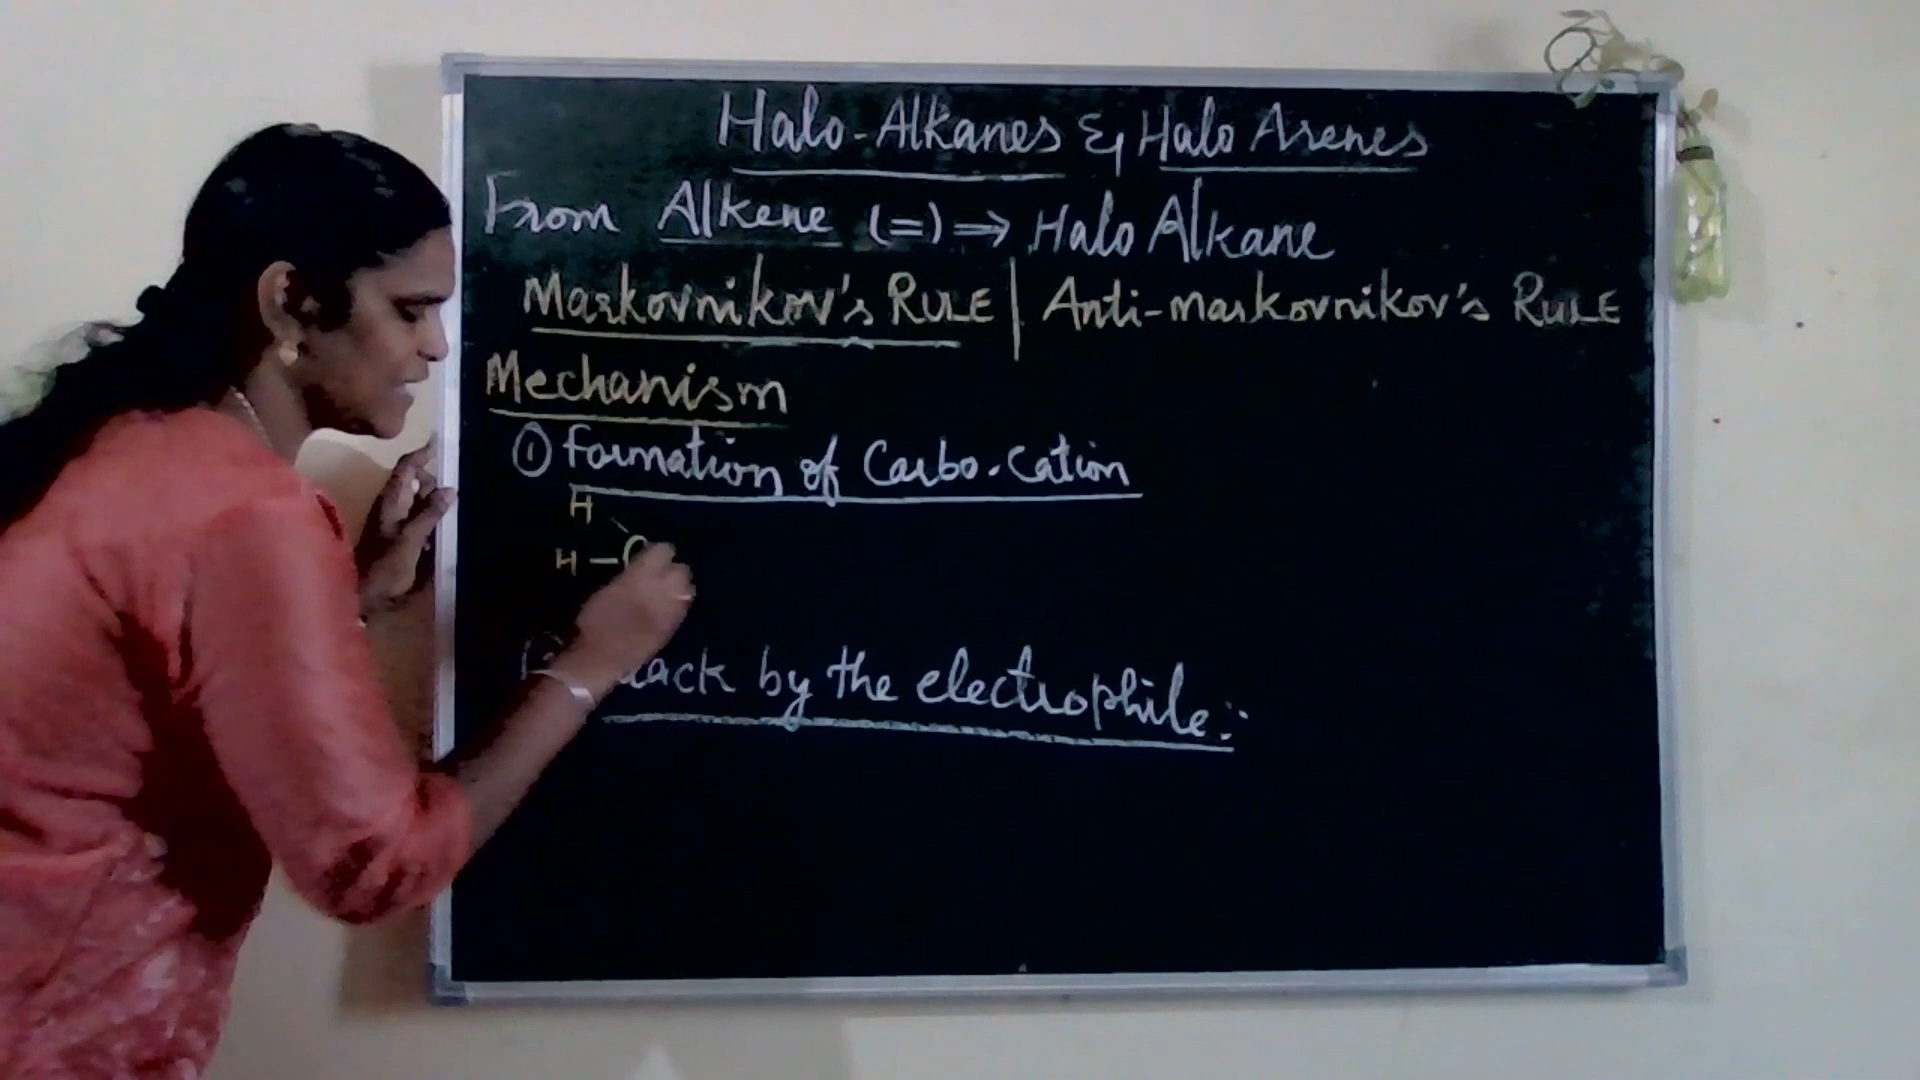 Halo-Alkanes & Halo Arenes
From Alkene (=) ⇒ Halo Alkane
Markovnikov's RULE | Anti-Markovnikov's RULE
Mechanism
① Formation of Carbo-Cation
H
H - C
by the electrophile:-